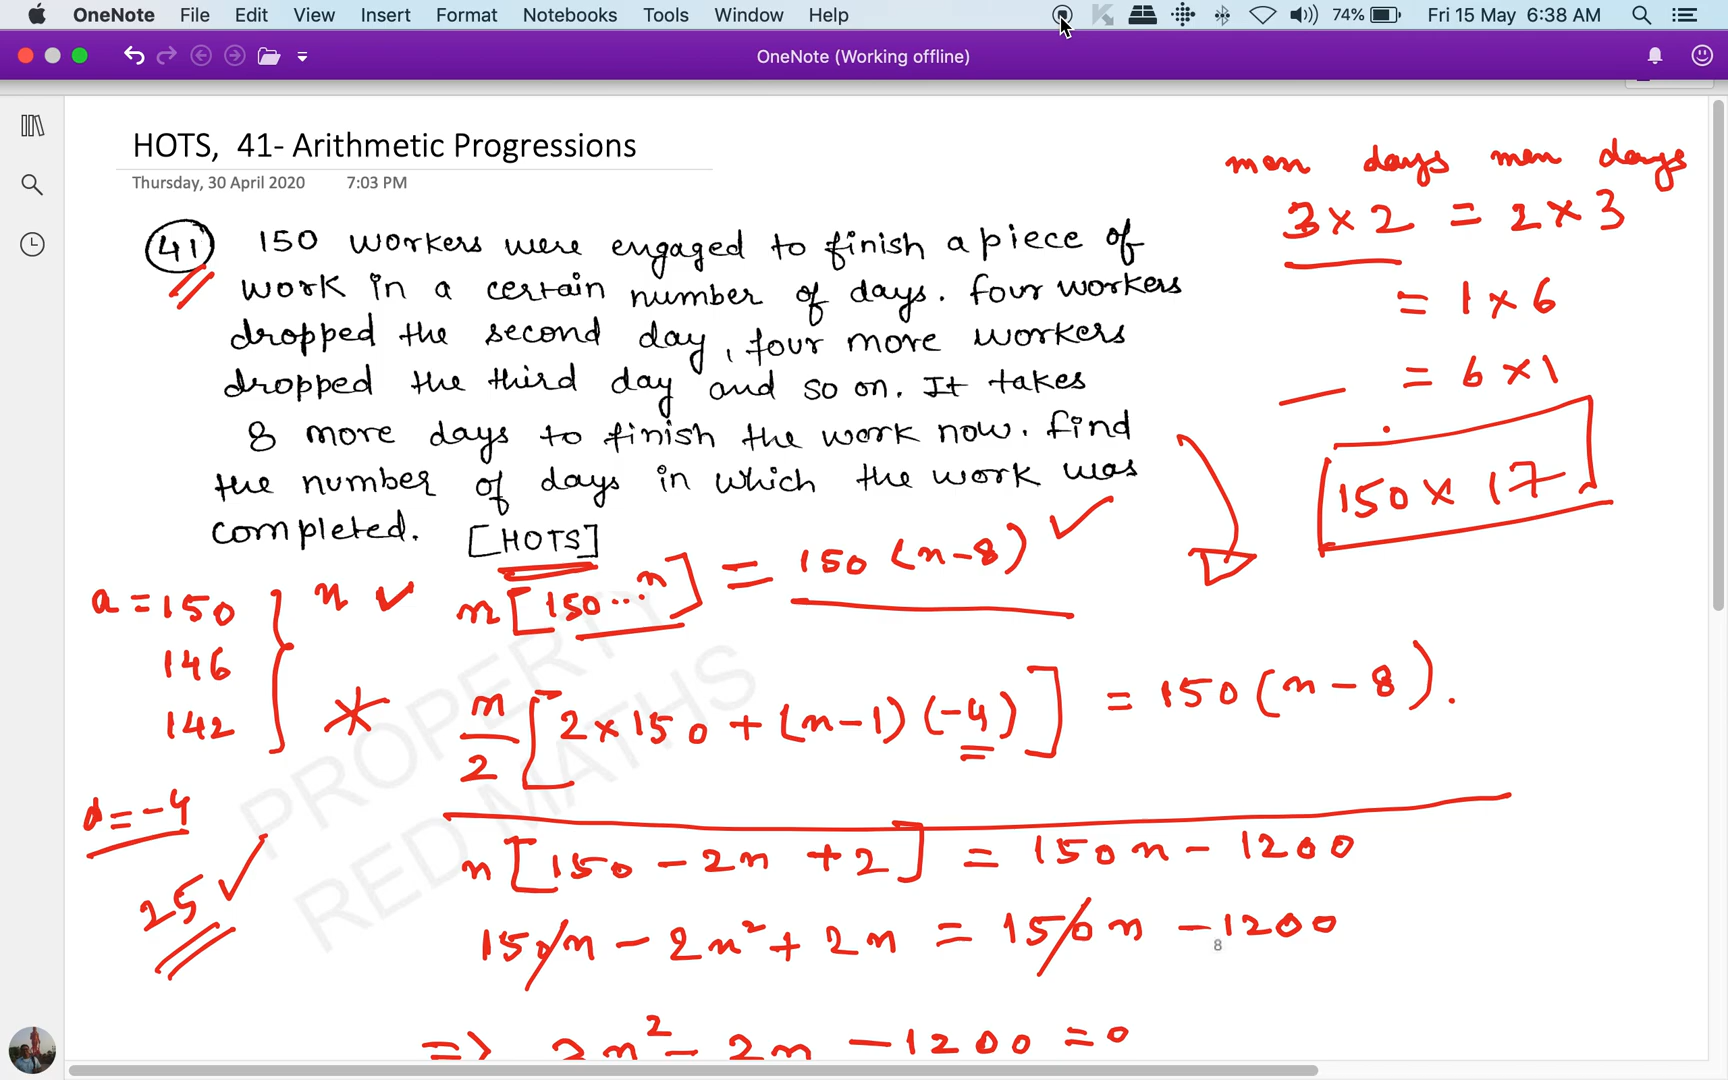 OneNote File Edit View Insert Format Notebooks Tools Window Help 74% Fri 15 May 6:38 AM
OneNote (Working offline)
HOTS, 41- Arithmetic Progressions
Thursday, 30 April 2020 7:03 PM
41 150 workers were engaged to finish a piece of
work in a certain number of days. four workers
dropped the second day, four more workers
dropped the third day and so on. It takes
8 more days to finish the work now. find
the number of days in which the work was
completed. [HOTS]
men days men days
3 × 2 = 2 × 3
= 1 × 6
= 6 × 1
150 × 17
a = 150
146
142
n ✓
n [150 ... n] = 150 (n-8) ✓
n/2 [2 × 150 + (n-1) (-4)] = 150 (n-8).
d = -4
25 ✓
n [150 - 2n + 2] = 150n - 1200
150n - 2n² + 2n = 150n - 1200
8
=> 2n² - 2n - 1200 = 0
PROPERTY
RED MATHS